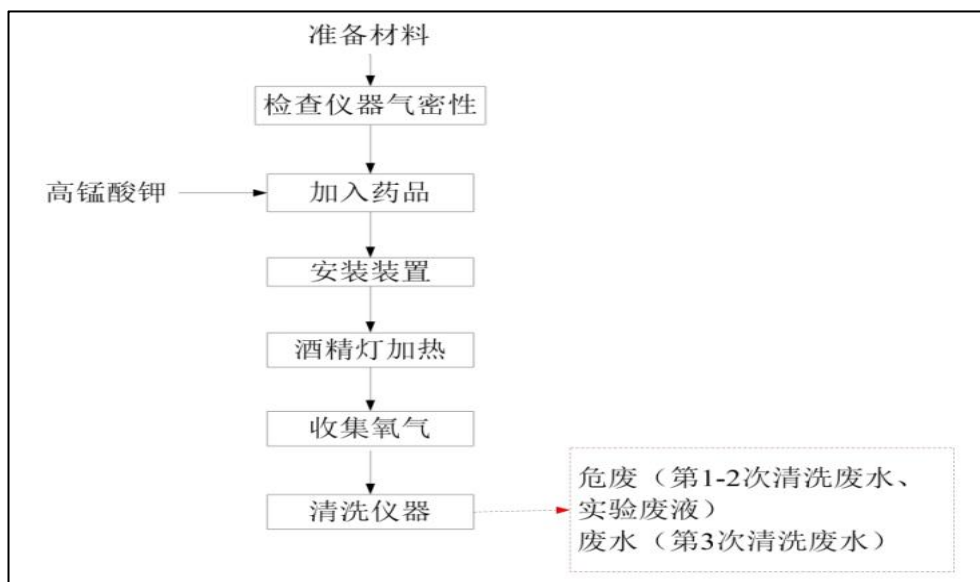 准备材料
检查仪器气密性
高锰酸钾
加入药品
安装装置
酒精灯加热
收集氧气
清洗仪器
危废（第1-2次清洗废水、
实验废液）
废水（第3次清洗废水）